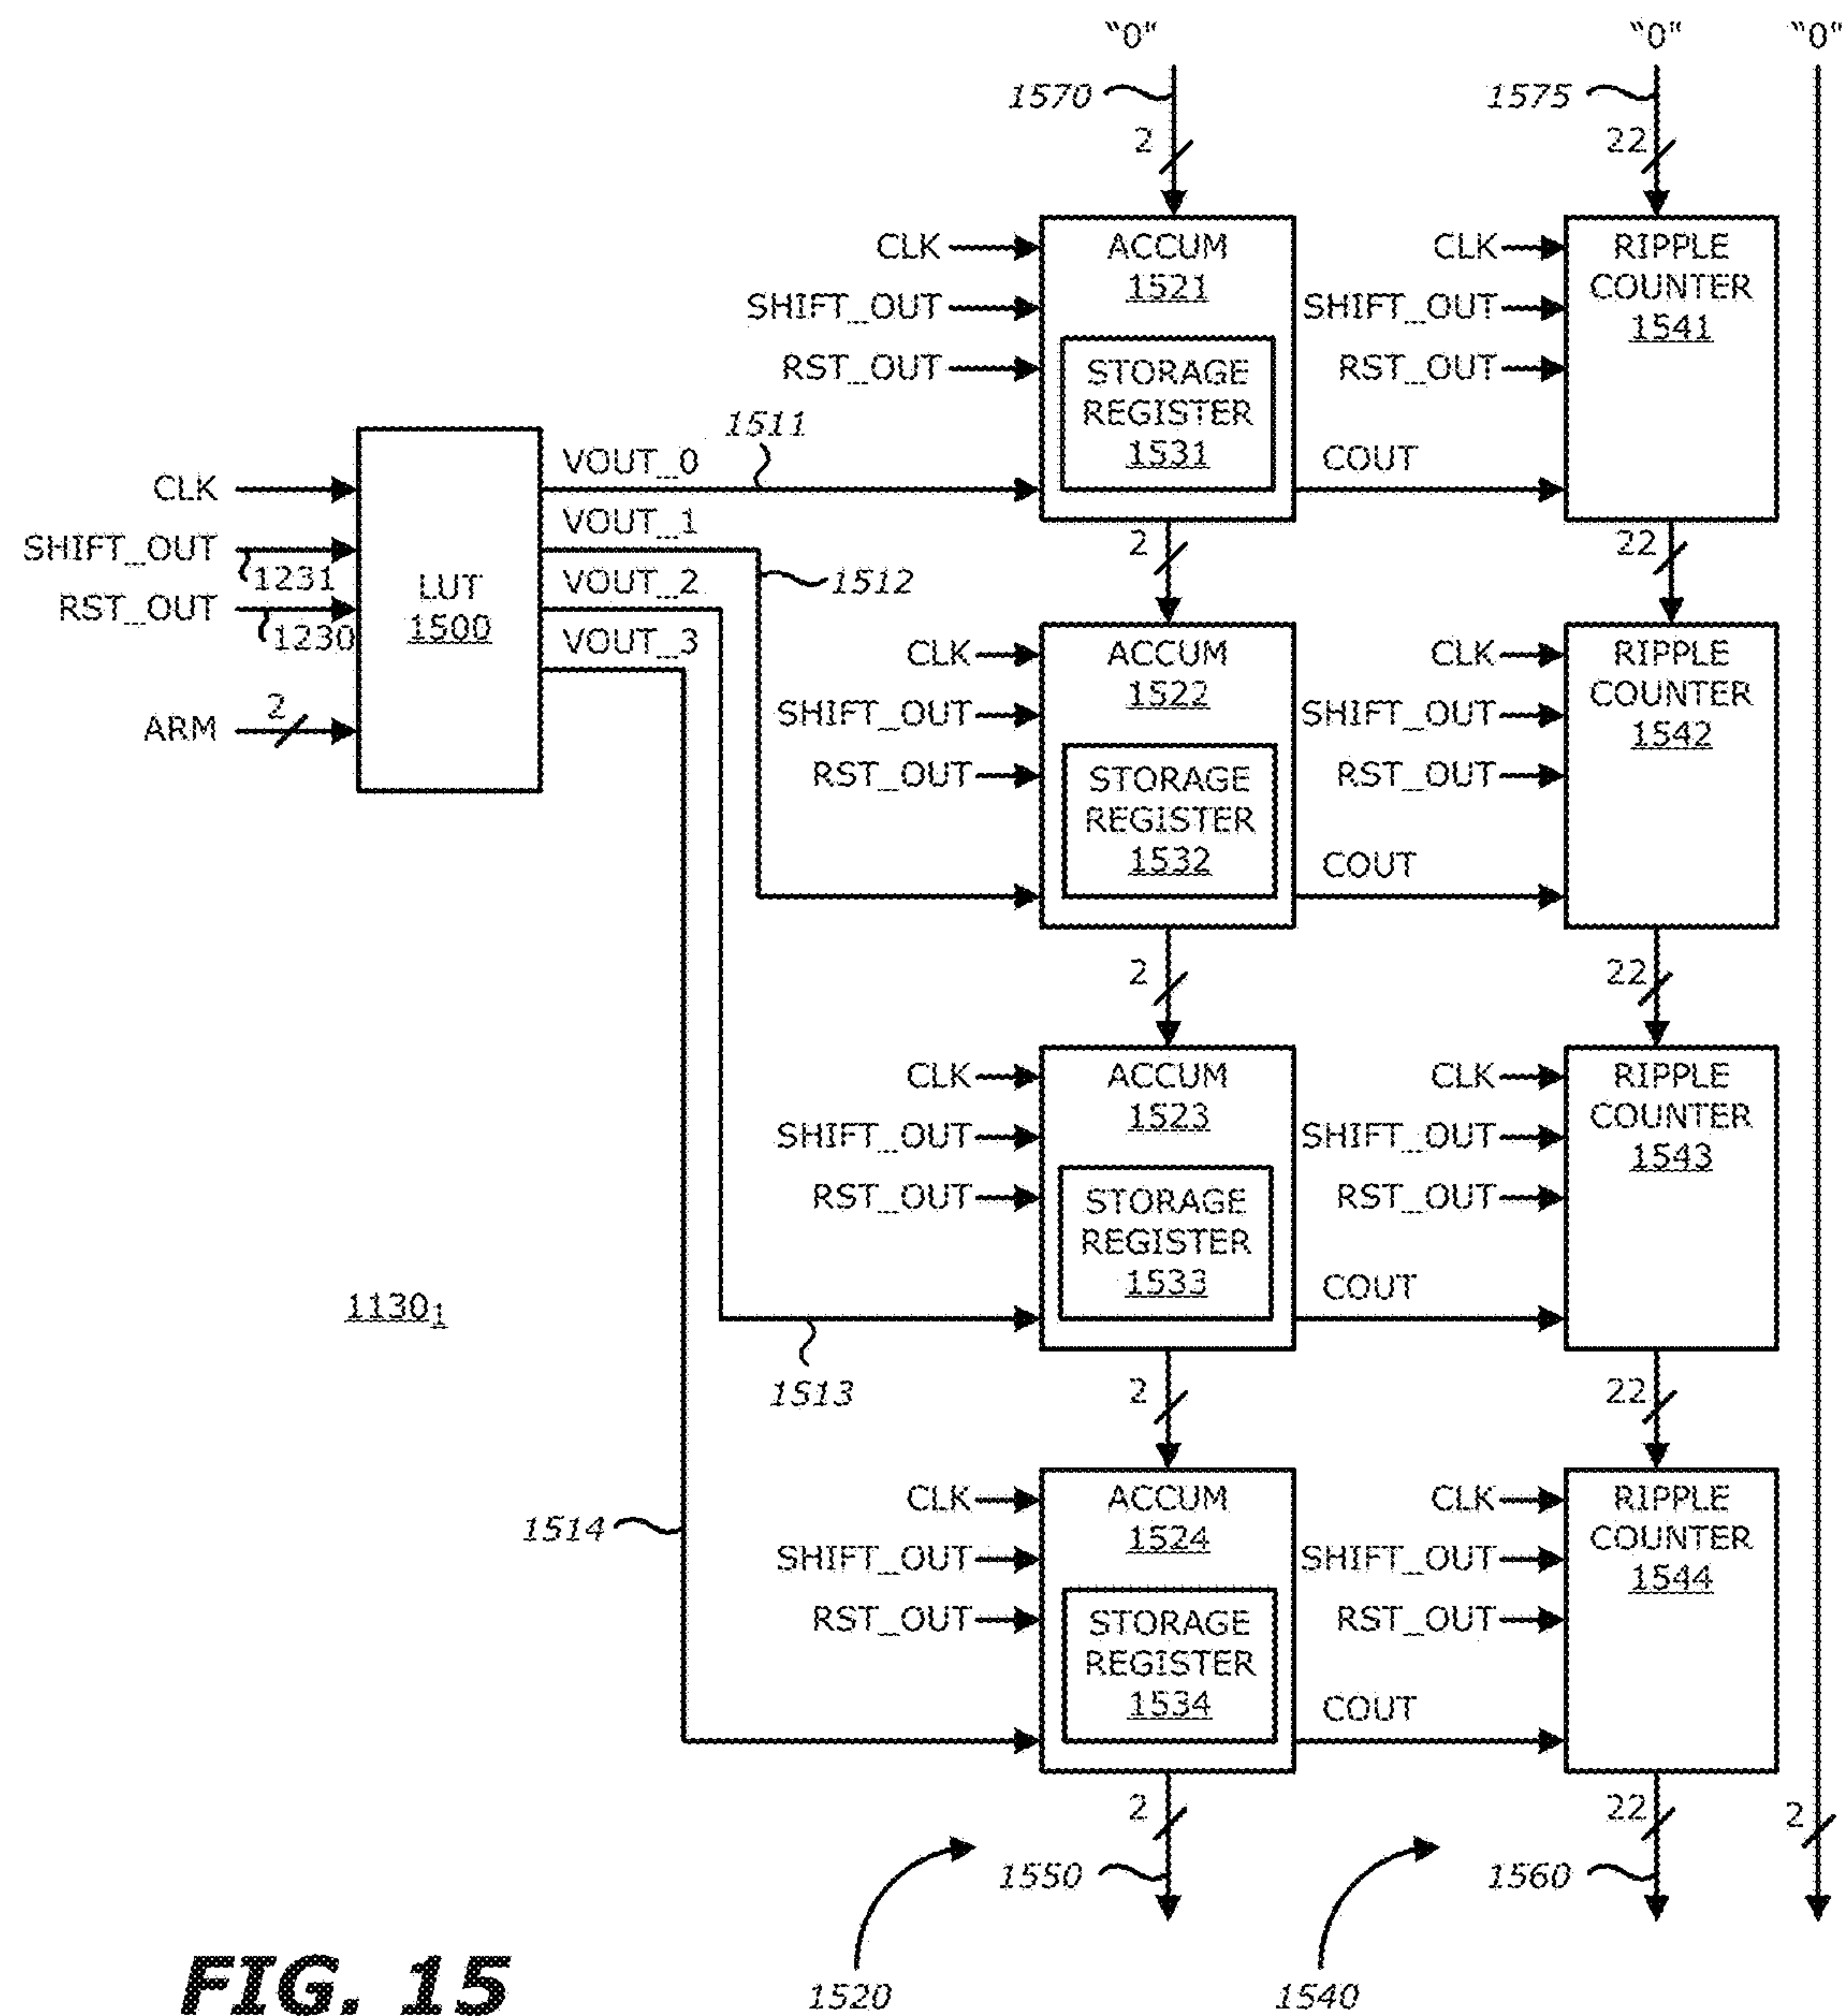 "0" "0" "0"
1570 1575
2 22
CLK ACCUM CLK RIPPLE
1521 COUNTER
SHIFT_OUT SHIFT_OUT 1541
RST_OUT STORAGE RST_OUT
REGISTER
1511 1531
VOUT_0 COUT
CLK
VOUT_1 2 22
SHIFT_OUT
1231 LUT VOUT_2 1512
RST_OUT 1500
1230 VOUT_3 CLK ACCUM CLK RIPPLE
1522 COUNTER
ARM 2 SHIFT_OUT SHIFT_OUT 1542
RST_OUT STORAGE RST_OUT
REGISTER
1532 COUT
2 22
CLK ACCUM CLK RIPPLE
1523 COUNTER
SHIFT_OUT SHIFT_OUT 1543
RST_OUT STORAGE RST_OUT
REGISTER
1533 COUT
1130₁
1513 2 22
CLK ACCUM CLK RIPPLE
1514 1524 COUNTER
SHIFT_OUT SHIFT_OUT 1544
RST_OUT STORAGE RST_OUT
REGISTER
1534 COUT
2 22 2
1550 1560
FIG. 15
1520 1540